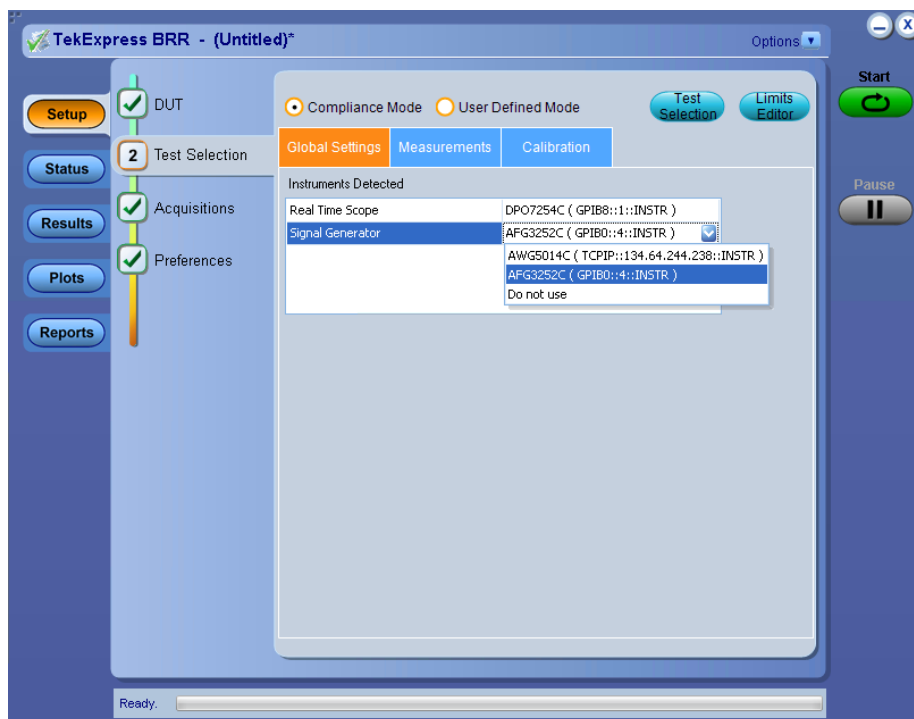 TekExpress BRR - (Untitled)*
Options
Start
Setup
Status
Results
Plots
Reports
DUT
2 Test Selection
Acquisitions
Preferences
Compliance Mode
User Defined Mode
Test Selection
Limits Editor
Global Settings
Measurements
Calibration
Instruments Detected
Real Time Scope DPO7254C ( GPIB8::1::INSTR )
Signal Generator AFG3252C ( GPIB0::4::INSTR )
AWG5014C ( TCPIP::134.64.244.238::INSTR )
AFG3252C ( GPIB0::4::INSTR )
Do not use
Pause
Ready.